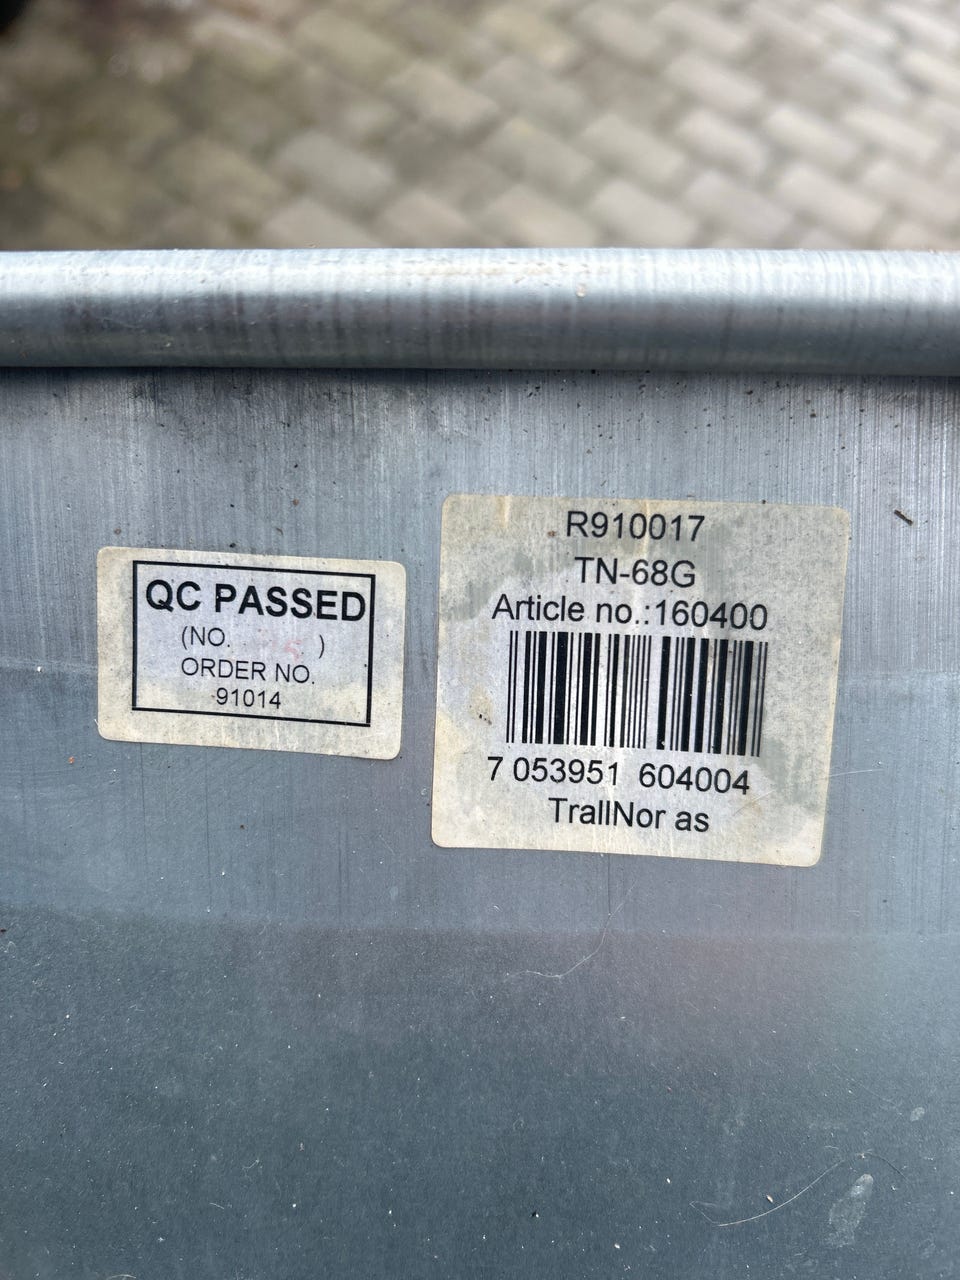 QC PASSED
(NO. )
ORDER NO.
91014
R910017
TN-68G
Article no.:160400
7 053951 604004
TrallNor as